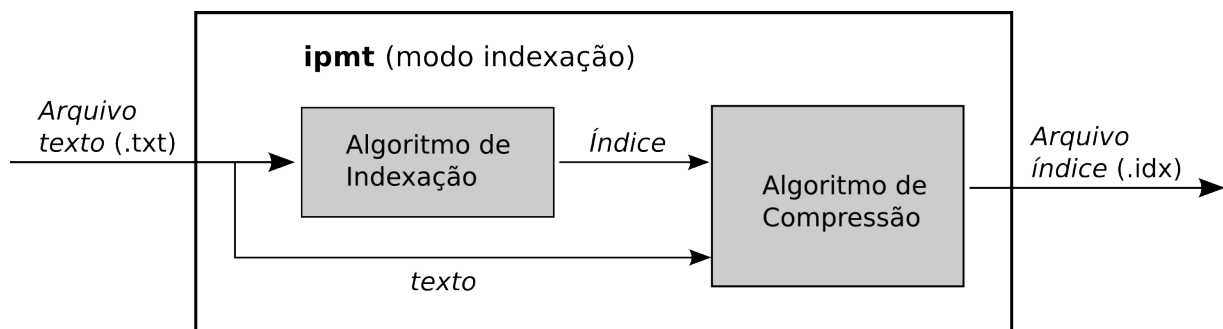 ipmt (modo indexação)
Arquivo
texto (.txt)
Algoritmo de
Indexação
Índice
texto
Algoritmo de
Compressão
Arquivo
índice (.idx)